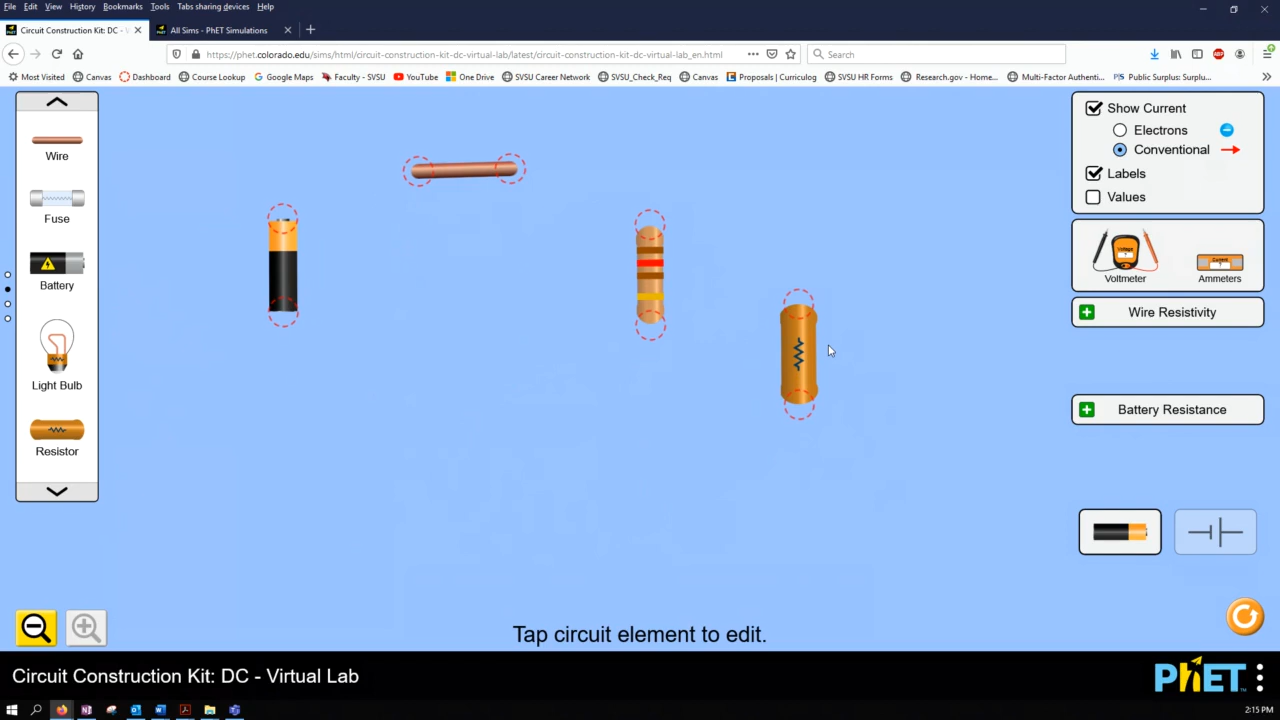 File Edit View History Bookmarks Tools Tabs sharing devices Help
Circuit Construction Kit: DC - V
All Sims - PhET Simulations
https://phet.colorado.edu/sims/html/circuit-construction-kit-dc-virtual-lab/latest/circuit-construction-kit-dc-virtual-lab_en.html
Search
Most Visited Canvas Dashboard Course Lookup Google Maps Faculty - SVSU YouTube One Drive SVSU Career Network SVSU_Check_Req Canvas Proposals | Curriculog SVSU HR Forms Research.gov - Home... Multi-Factor Authenti... Public Surplus: Surplu...
Wire
Fuse
Battery
Light Bulb
Resistor
Show Current
Electrons
Conventional
Labels
Values
Voltage
?
Voltmeter
Current
?
Ammeters
Wire Resistivity
Battery Resistance
Tap circuit element to edit.
Circuit Construction Kit: DC - Virtual Lab
PhET
2:15 PM